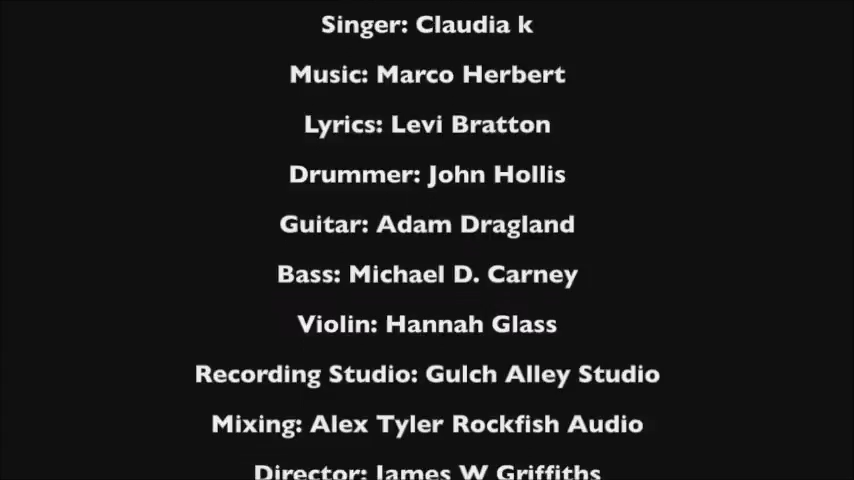 Singer: Claudia k
Music: Marco Herbert
Lyrics: Levi Bratton
Drummer: John Hollis
Guitar: Adam Dragland
Bass: Michael D. Carney
Violin: Hannah Glass
Recording Studio: Gulch Alley Studio
Mixing: Alex Tyler Rockfish Audio
Director: James W Griffiths